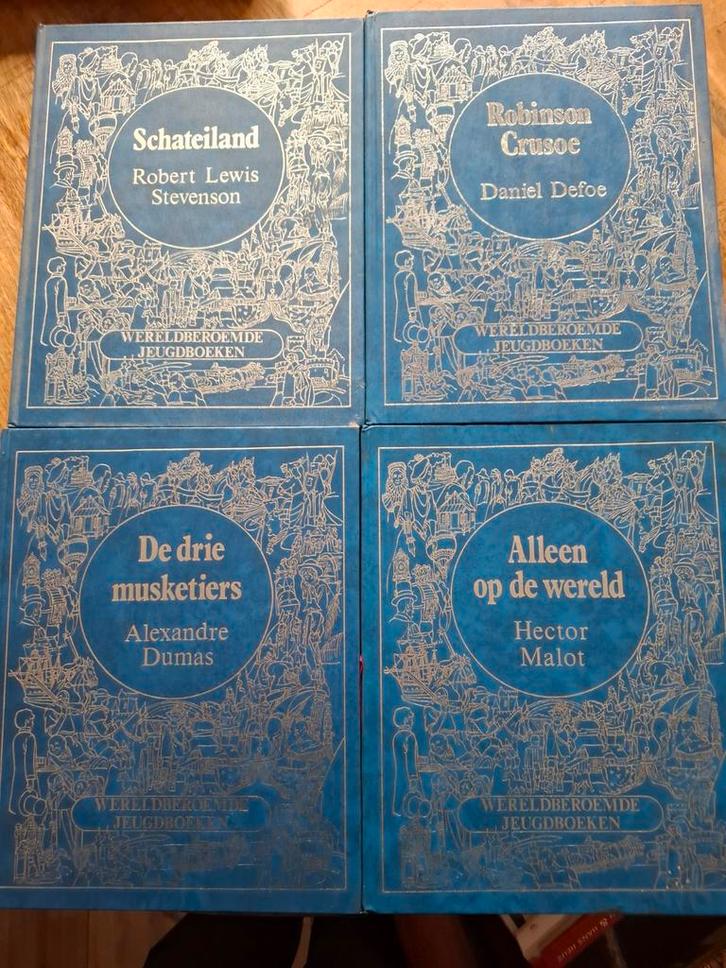 Schateiland
Robert Lewis
Stevenson
WERELDBEROEMDE
JEUGDBOEKEN
Robinson
Crusoe
Daniel Defoe
WERELDBEROEMDE
JEUGDBOEKEN
De drie
musketiers
Alexandre
Dumas
WERELDBEROEMDE
JEUGDBOEKEN
Alleen
op de wereld
Hector
Malot
WERELDBEROEMDE
JEUGDBOEKEN